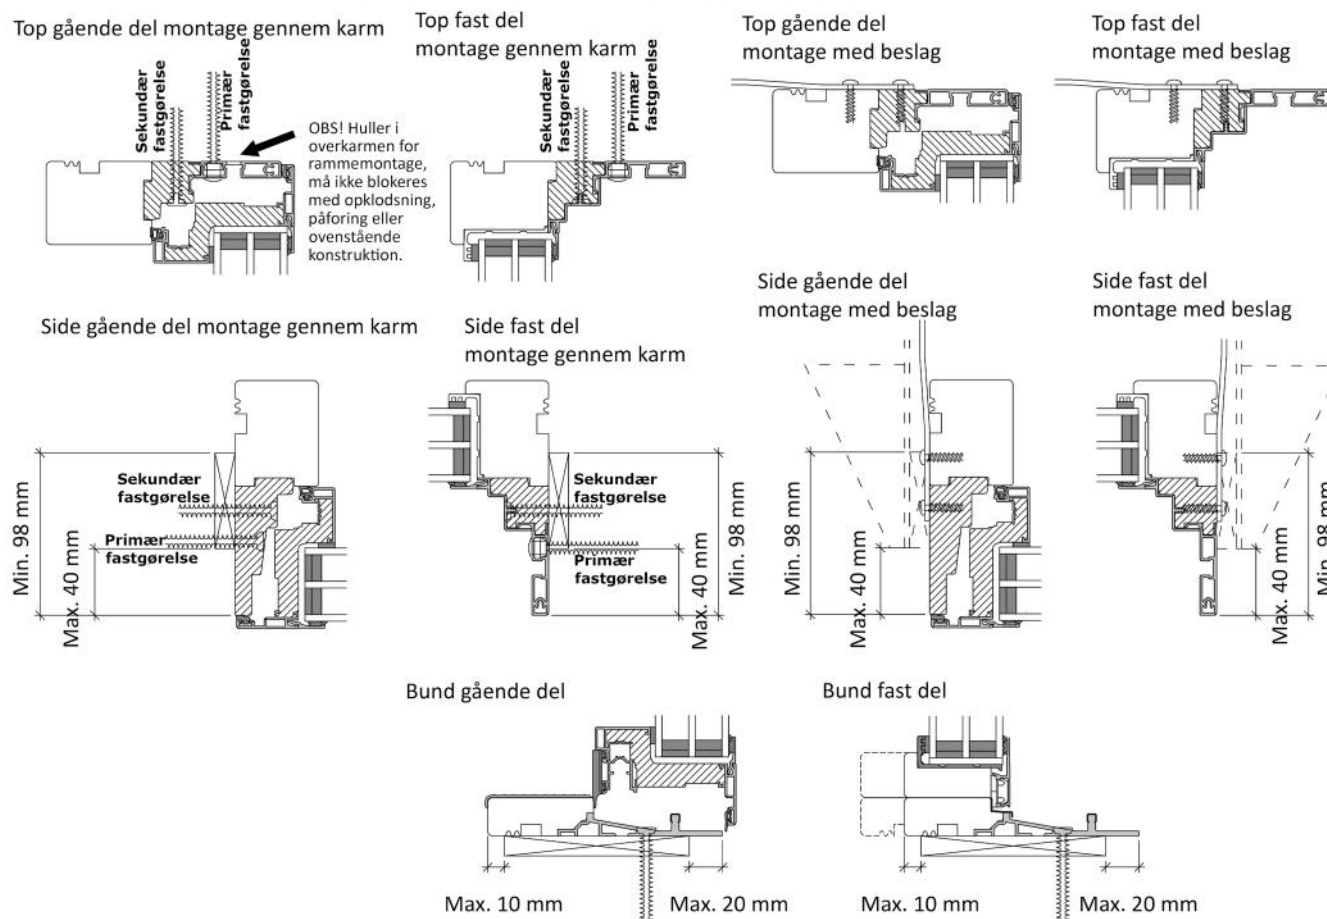 Top gående del montage gennem karm
Sekundær
fastgørelse
Primær
fastgørelse
OBS! Huller i
overkarmen for
rammemontage,
må ikke blokeres
med opklodsning,
påforing eller
ovenstående
konstruktion.
Top fast del
montage gennem karm
Sekundær
fastgørelse
Primær
fastgørelse
Top gående del
montage med beslag
Top fast del
montage med beslag
Side gående del montage gennem karm
Min. 98 mm
Max. 40 mm
Sekundær
fastgørelse
Primær
fastgørelse
Side fast del
montage gennem karm
Sekundær
fastgørelse
Primær
fastgørelse
Max. 40 mm
Min. 98 mm
Side gående del
montage med beslag
Min. 98 mm
Max. 40 mm
Side fast del
montage med beslag
Max. 40 mm
Min. 98 mm
Bund gående del
Max. 10 mm
Max. 20 mm
Bund fast del
Max. 10 mm
Max. 20 mm